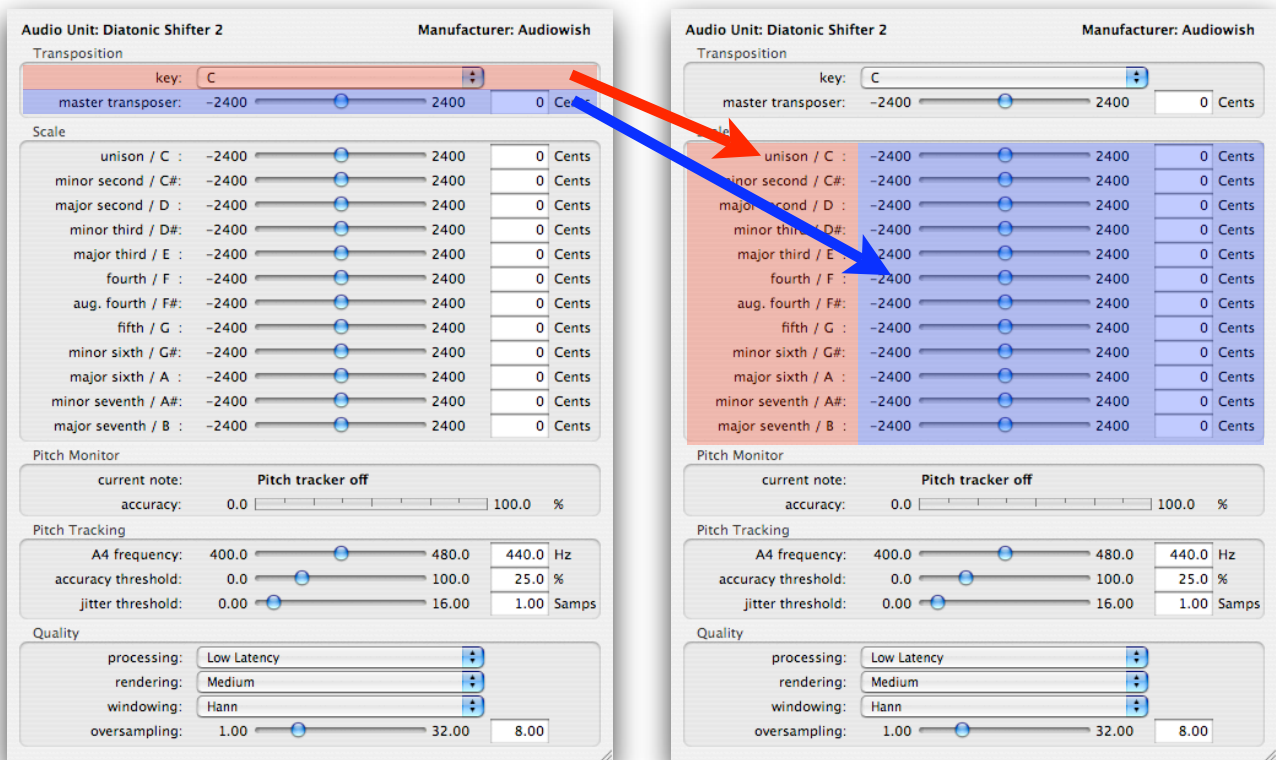 Audio Unit: Diatonic Shifter 2 Manufacturer: Audiowish
Transposition
key: C
master transposer: -2400 2400 0 Cents
Scale
unison / C : -2400 2400 0 Cents
minor second / C#: -2400 2400 0 Cents
major second / D : -2400 2400 0 Cents
minor third / D#: -2400 2400 0 Cents
major third / E : -2400 2400 0 Cents
fourth / F : -2400 2400 0 Cents
aug. fourth / F#: -2400 2400 0 Cents
fifth / G : -2400 2400 0 Cents
minor sixth / G#: -2400 2400 0 Cents
major sixth / A : -2400 2400 0 Cents
minor seventh / A#: -2400 2400 0 Cents
major seventh / B : -2400 2400 0 Cents
Pitch Monitor
current note: Pitch tracker off
accuracy: 0.0 100.0 %
Pitch Tracking
A4 frequency: 400.0 480.0 440.0 Hz
accuracy threshold: 0.0 100.0 25.0 %
jitter threshold: 0.00 16.00 1.00 Samps
Quality
processing: Low Latency
rendering: Medium
windowing: Hann
oversampling: 1.00 32.00 8.00
Audio Unit: Diatonic Shifter 2 Manufacturer: Audiowish
Transposition
key: C
master transposer: -2400 2400 0 Cents
Scale
unison / C : -2400 2400 0 Cents
minor second / C#: -2400 2400 0 Cents
major second / D : -2400 2400 0 Cents
minor third / D#: -2400 2400 0 Cents
major third / E : -2400 2400 0 Cents
fourth / F : -2400 2400 0 Cents
aug. fourth / F#: -2400 2400 0 Cents
fifth / G : -2400 2400 0 Cents
minor sixth / G#: -2400 2400 0 Cents
major sixth / A : -2400 2400 0 Cents
minor seventh / A#: -2400 2400 0 Cents
major seventh / B : -2400 2400 0 Cents
Pitch Monitor
current note: Pitch tracker off
accuracy: 0.0 100.0 %
Pitch Tracking
A4 frequency: 400.0 480.0 440.0 Hz
accuracy threshold: 0.0 100.0 25.0 %
jitter threshold: 0.00 16.00 1.00 Samps
Quality
processing: Low Latency
rendering: Medium
windowing: Hann
oversampling: 1.00 32.00 8.00